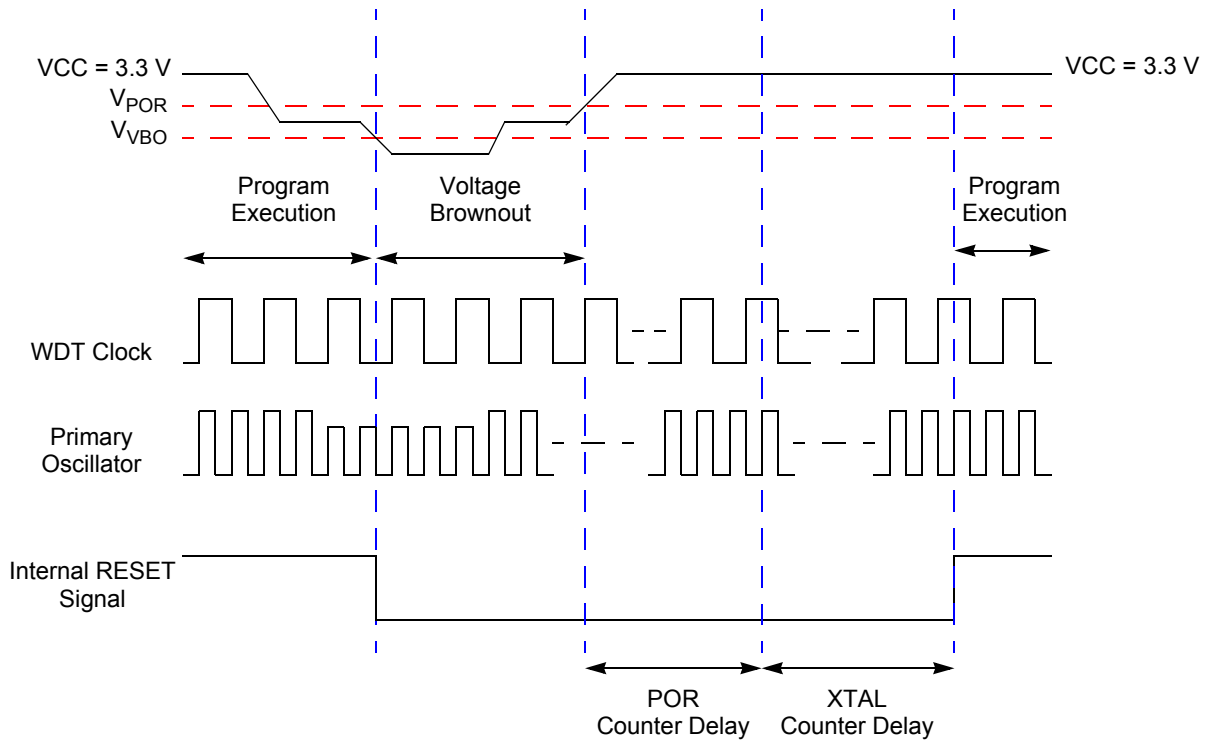 VCC = 3.3 V
VCC = 3.3 V
VPOR
VVBO
Program
Execution
Voltage
Brownout
Program
Execution
WDT Clock
Primary
Oscillator
Internal RESET
Signal
POR
Counter Delay
XTAL
Counter Delay